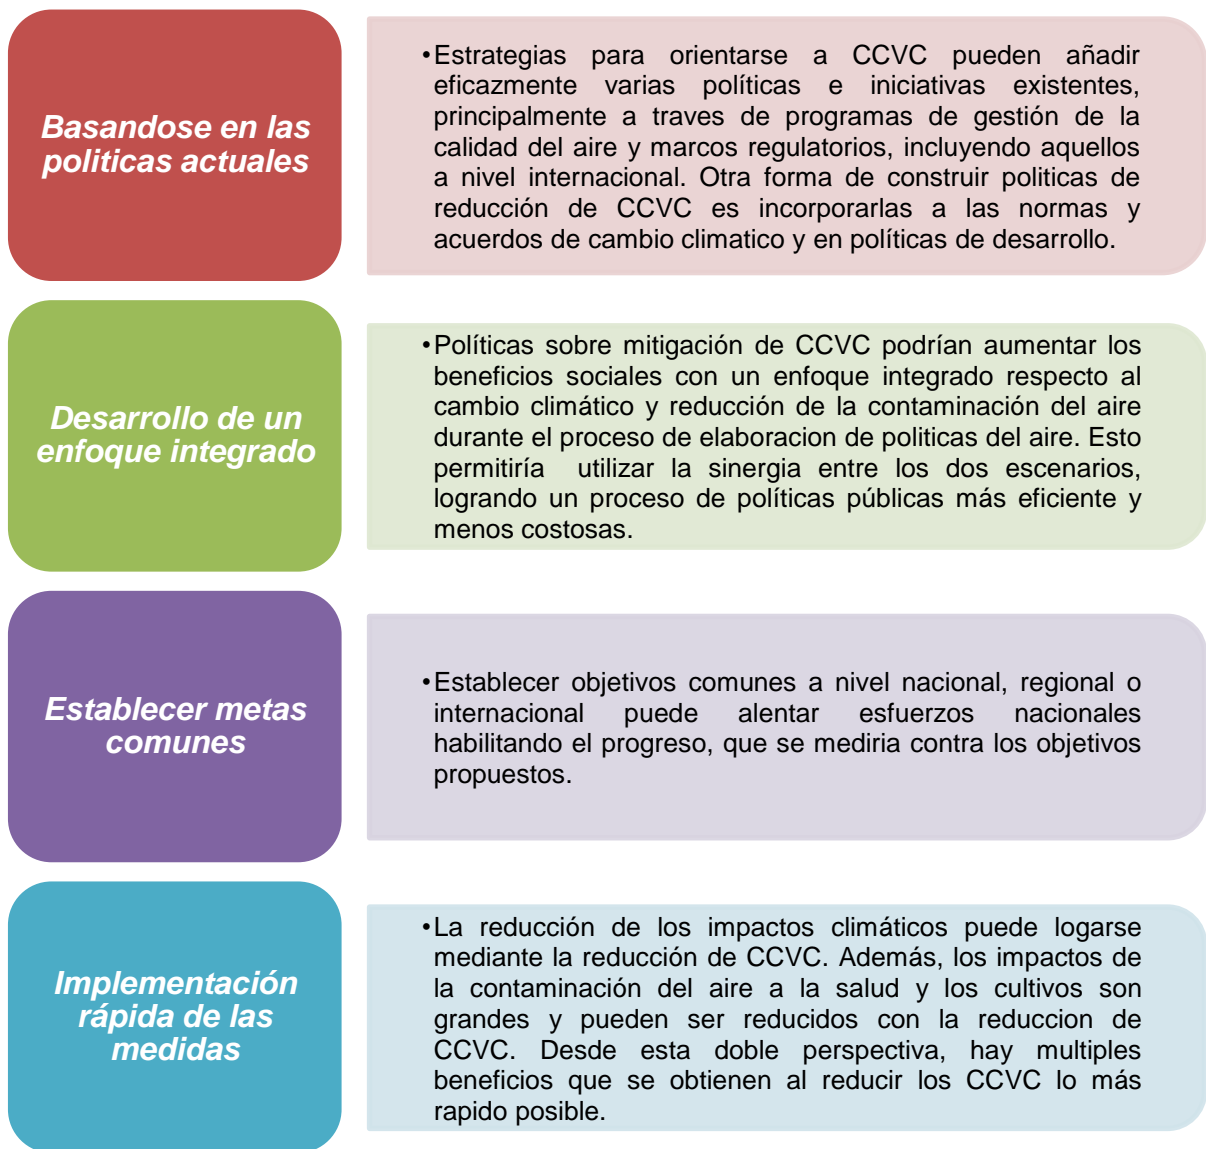 Basandose en las
politicas actuales
•Estrategias para orientarse a CCVC pueden añadir
eficazmente varias políticas e iniciativas existentes,
principalmente a traves de programas de gestión de la
calidad del aire y marcos regulatorios, incluyendo aquellos
a nivel internacional. Otra forma de construir politicas de
reducción de CCVC es incorporarlas a las normas y
acuerdos de cambio climatico y en políticas de desarrollo.
Desarrollo de un
enfoque integrado
•Políticas sobre mitigación de CCVC podrían aumentar los
beneficios sociales con un enfoque integrado respecto al
cambio climático y reducción de la contaminación del aire
durante el proceso de elaboracion de politicas del aire. Esto
permitiría utilizar la sinergia entre los dos escenarios,
logrando un proceso de políticas públicas más eficiente y
menos costosas.
Establecer metas
comunes
•Establecer objetivos comunes a nivel nacional, regional o
internacional puede alentar esfuerzos nacionales
habilitando el progreso, que se mediria contra los objetivos
propuestos.
Implementación
rápida de las
medidas
•La reducción de los impactos climáticos puede logarse
mediante la reducción de CCVC. Además, los impactos de
la contaminación del aire a la salud y los cultivos son
grandes y pueden ser reducidos con la reduccion de
CCVC. Desde esta doble perspectiva, hay multiples
beneficios que se obtienen al reducir los CCVC lo más
rapido posible.